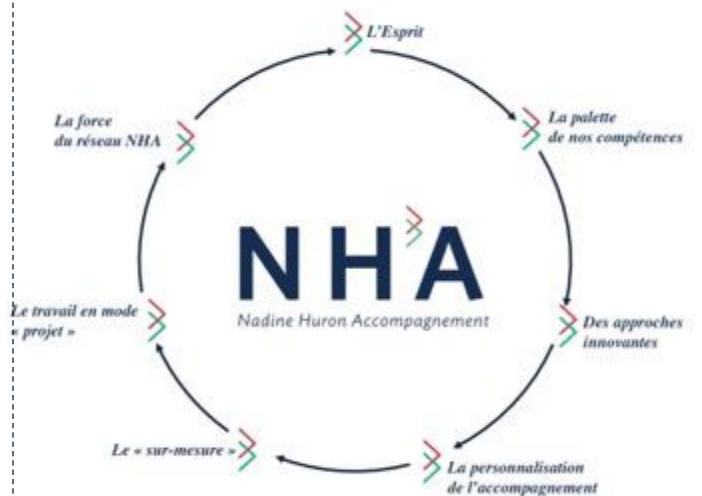 L'Esprit
La palette
de nos compétences
Des approches
innovantes
La personnalisation
de l'accompagnement
Le « sur-mesure »
Le travail en mode
« projet »
La force
du réseau NHA
NHA
Nadine Huron Accompagnement